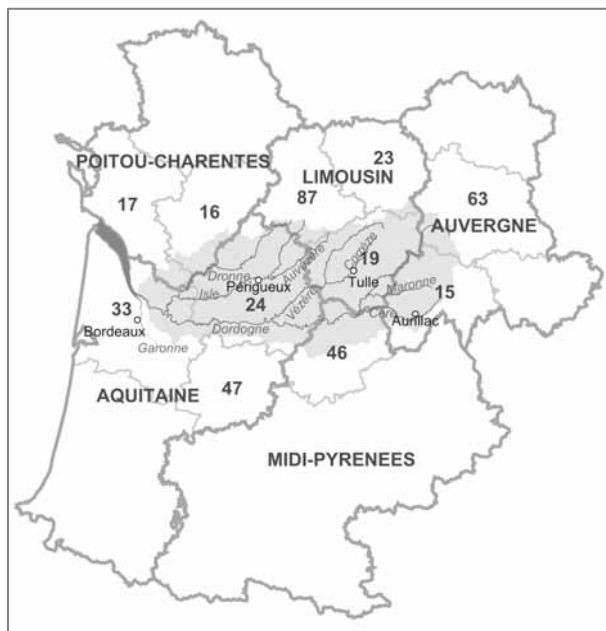 23
POITOU-CHARENTES
LIMOUSIN
17
16
87
63
AUVERGNE
Dronne
Auvézère
Corrèze
19
Isle
Périgueux
Tulle
Maronne
33
24
Vézère
15
Bordeaux
Dordogne
Cère
Aurillac
Garonne
46
AQUITAINE
47
MIDI-PYRENEES